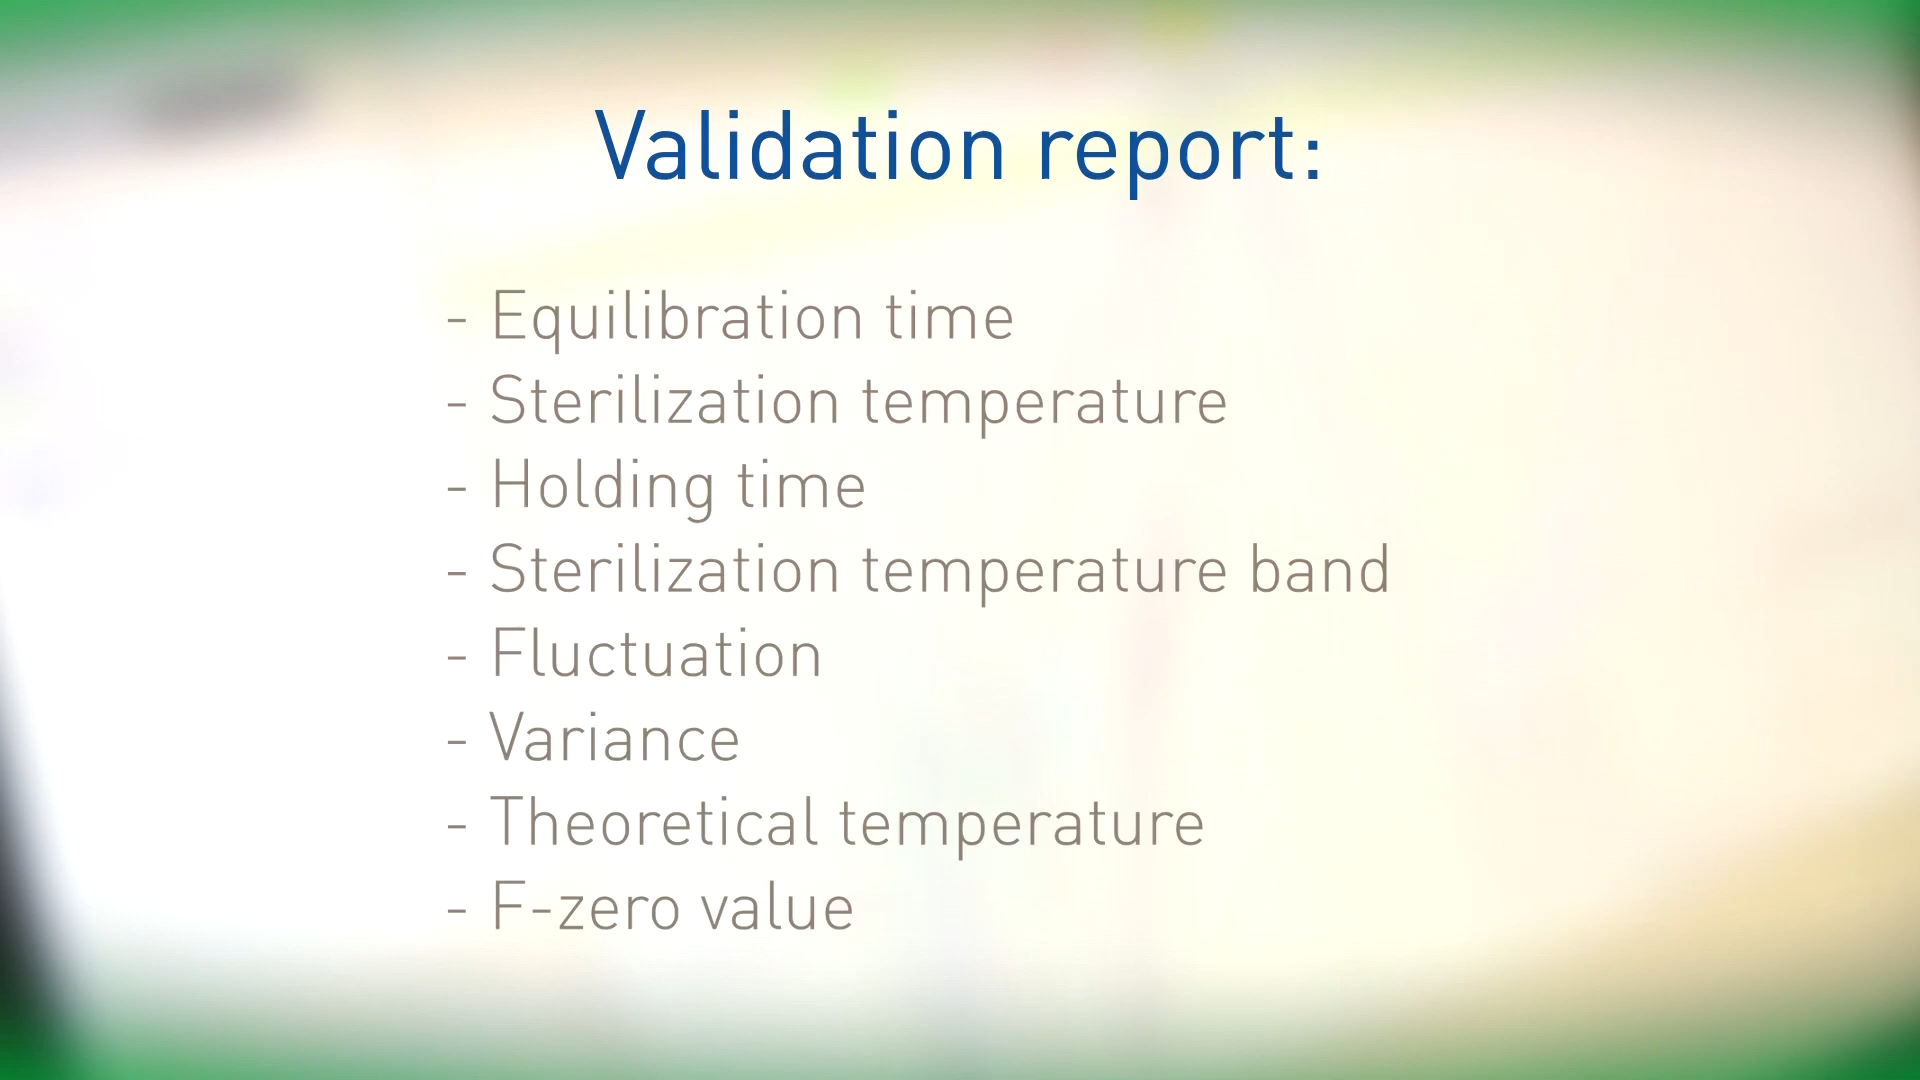 Validation report:
- Equilibration time
- Sterilization temperature
- Holding time
- Sterilization temperature band
- Fluctuation
- Variance
- Theoretical temperature
- F-zero value